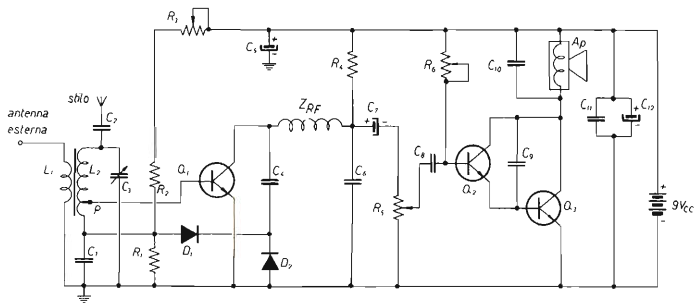 R3
C5
R4
R6
C10
Ap
stilo
antenna
esterna
C2
ZRF
C7
C11
C12
L1
L2
C3
R2
Q1
C4
C6
C8
Q2
C9
P
R5
Q3
9Vcc
C1
R1
D1
D2